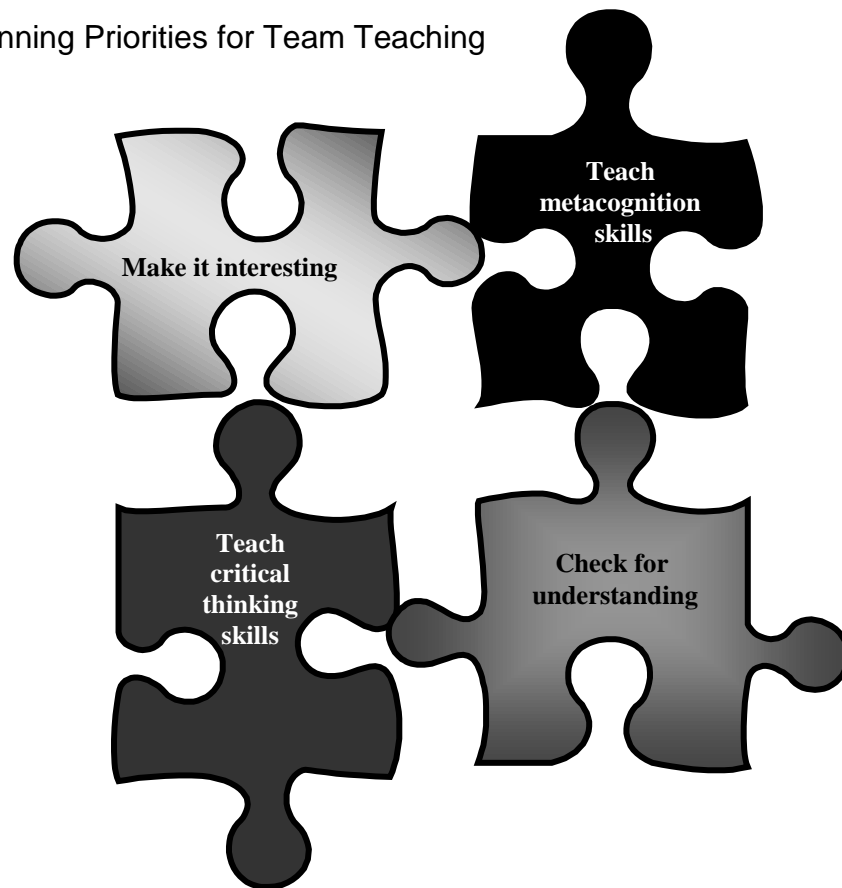 nning Priorities for Team Teaching
Make it interesting
Teach
metacognition
skills
Teach
critical
thinking
skills
Check for
understanding